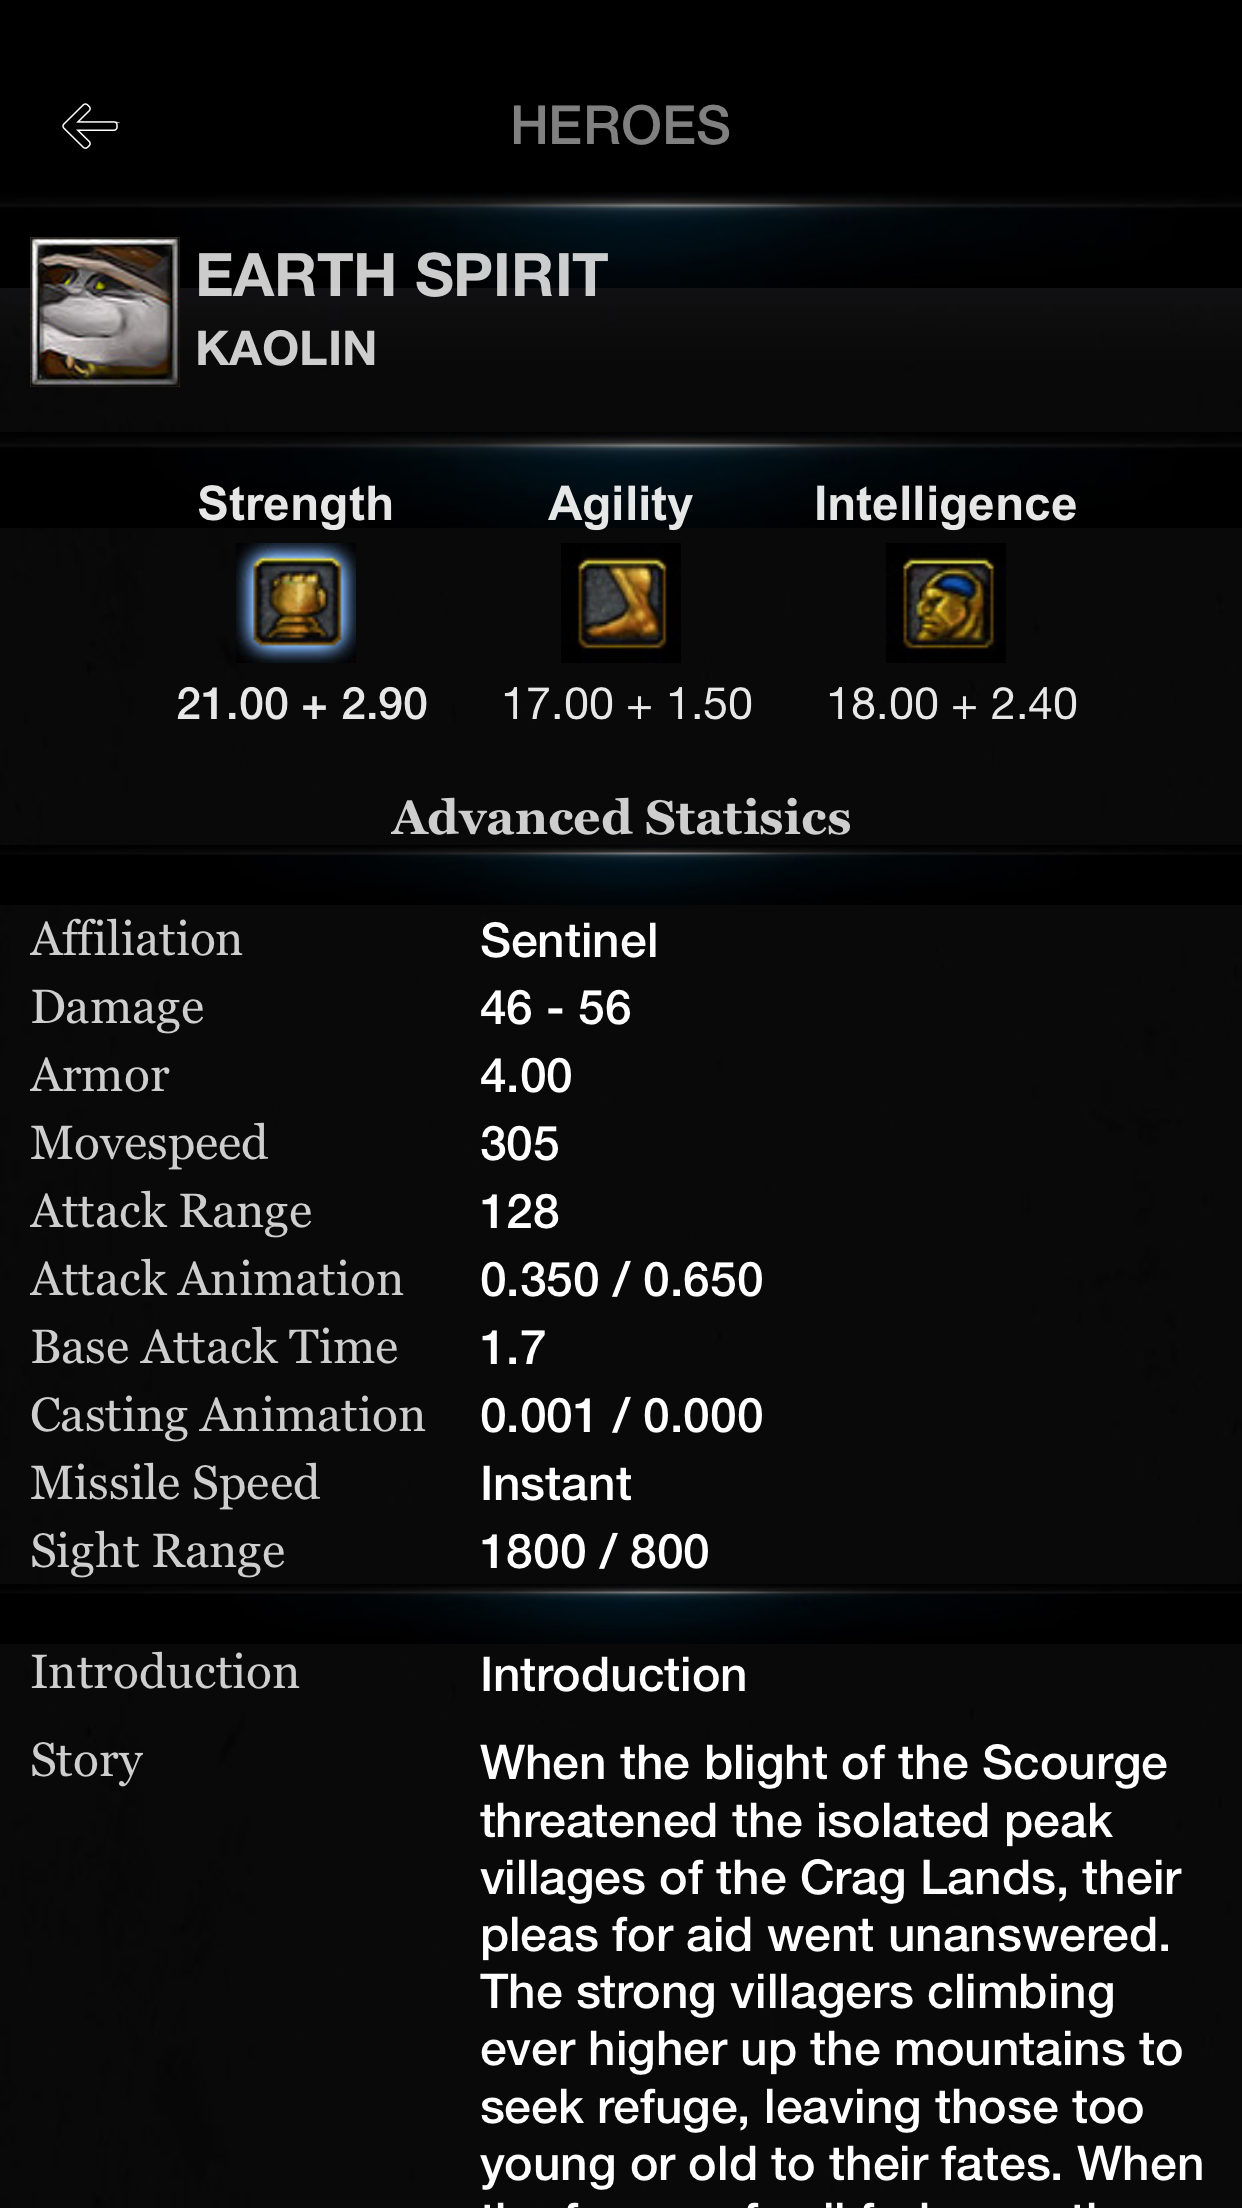 HEROES
EARTH SPIRIT
KAOLIN
Strength Agility Intelligence
21.00 + 2.90 17.00 + 1.50 18.00 + 2.40
Advanced Statisics
Affiliation Sentinel
Damage 46 - 56
Armor 4.00
Movespeed 305
Attack Range 128
Attack Animation 0.350 / 0.650
Base Attack Time 1.7
Casting Animation 0.001 / 0.000
Missile Speed Instant
Sight Range 1800 / 800
Introduction Introduction
Story When the blight of the Scourge
threatened the isolated peak
villages of the Crag Lands, their
pleas for aid went unanswered.
The strong villagers climbing
ever higher up the mountains to
seek refuge, leaving those too
young or old to their fates. When